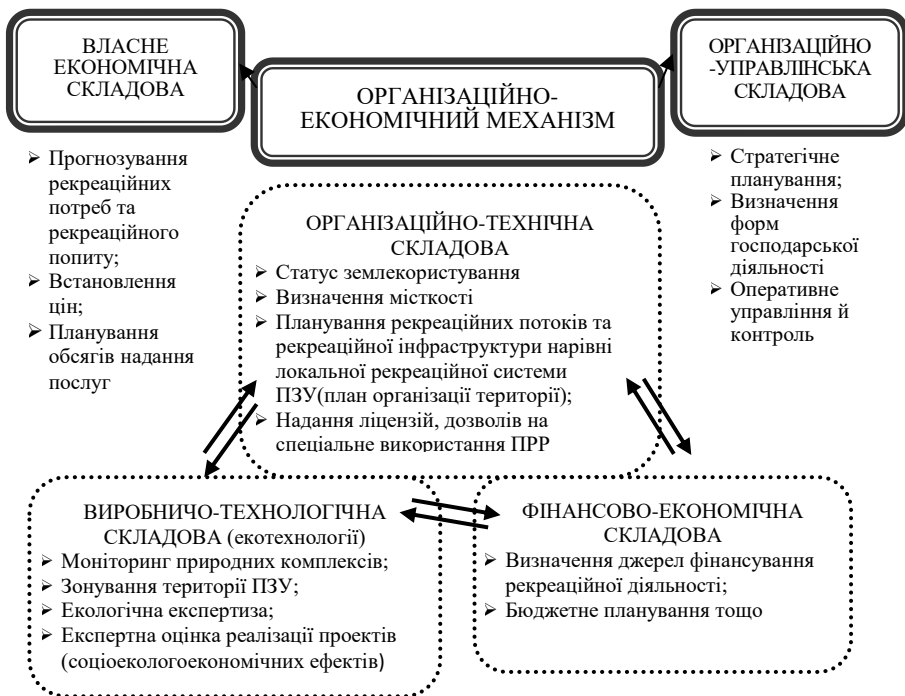 ВЛАСНЕ
ЕКОНОМІЧНА
СКЛАДОВА
ОРГАНІЗАЦІЙНО-
ЕКОНОМІЧНИЙ МЕХАНІЗМ
ОРГАНІЗАЦІЙНО
-УПРАВЛІНСЬКА
СКЛАДОВА
➢ Прогнозування
рекреаційних
потреб та
рекреаційного
попиту;
➢ Встановлення
цін;
➢ Планування
обсягів надання
послуг
➢ Стратегічне
планування;
➢ Визначення
форм
господарської
діяльності
➢ Оперативне
управління й
контроль
ОРГАНІЗАЦІЙНО-ТЕХНІЧНА
СКЛАДОВА
➢ Статус землекористування
➢ Визначення місткості
➢ Планування рекреаційних потоків та
рекреаційної інфраструктури нарівні
локальної рекреаційної системи
ПЗУ(план організації території);
➢ Надання ліцензій, дозволів на
спеціальне використання ПРР
ВИРОБНИЧО-ТЕХНОЛОГІЧНА
СКЛАДОВА (екотехнології)
➢ Моніторинг природних комплексів;
➢ Зонування території ПЗУ;
➢ Екологічна експертиза;
➢ Експертна оцінка реалізації проектів
(соціоекологоекономічних ефектів)
ФІНАНСОВО-ЕКОНОМІЧНА
СКЛАДОВА
➢ Визначення джерел фінансування
рекреаційної діяльності;
➢ Бюджетне планування тощо